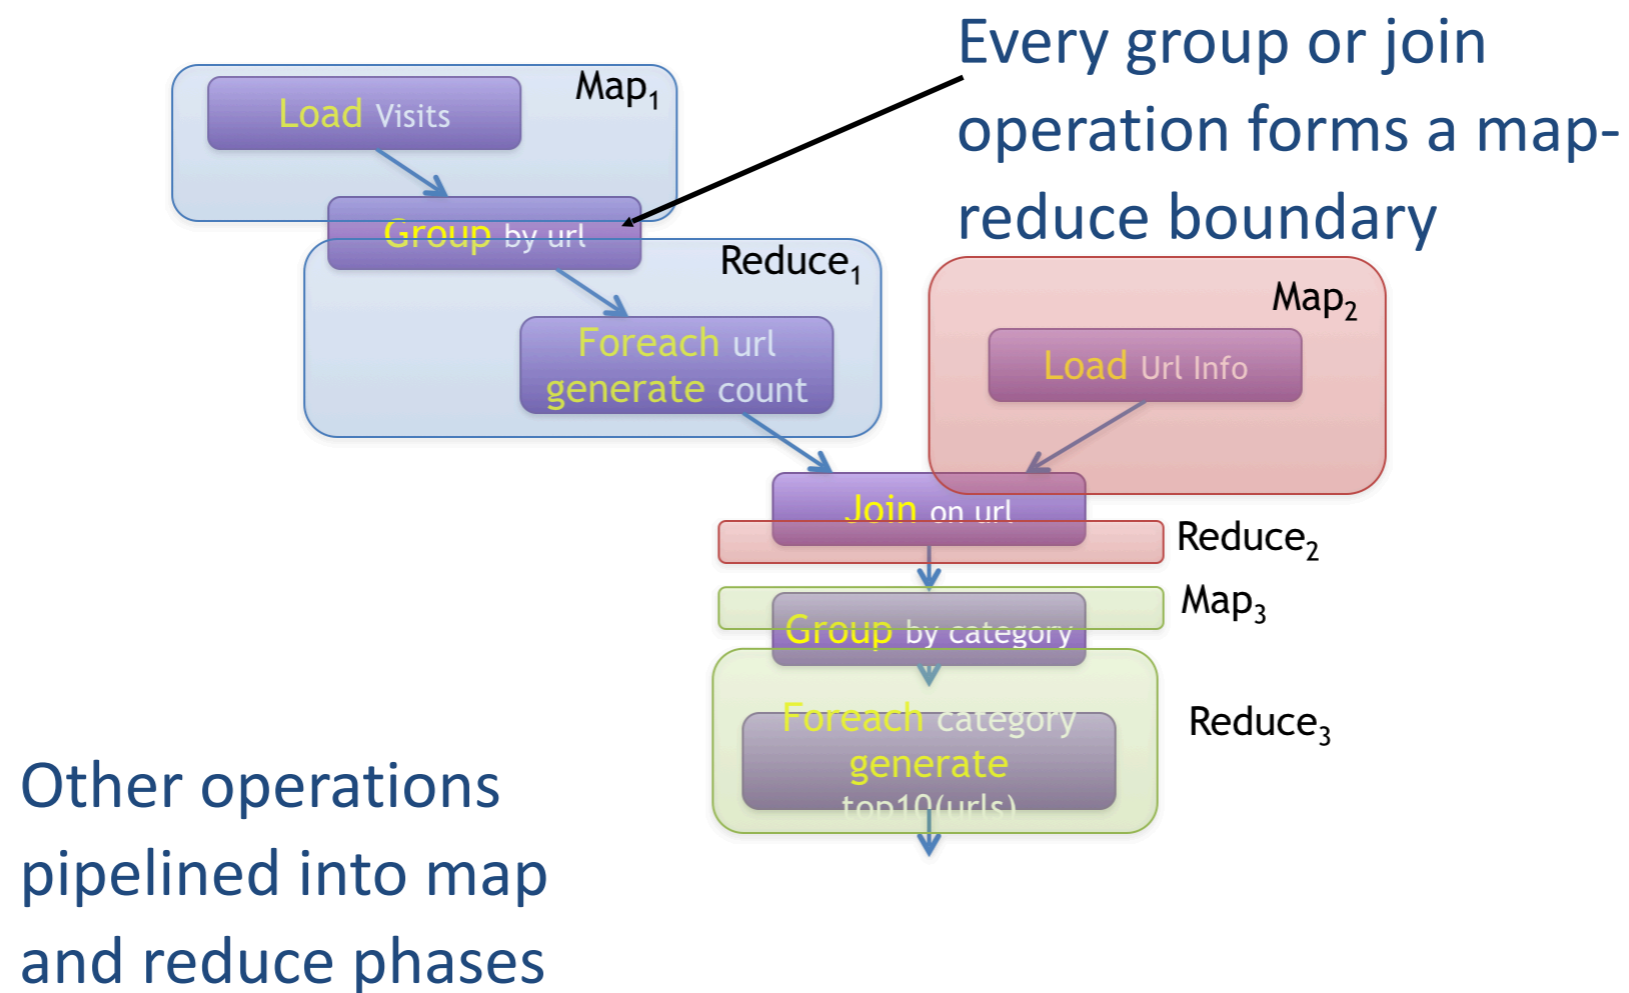 Every group or join
operation forms a map-
reduce boundary
Map₁
Load Visits
Group by url
Reduce₁
Foreach url
generate count
Map₂
Load Url Info
Join on url
Reduce₂
Map₃
Group by category
Foreach category
generate
top10(urls)
Reduce₃
Other operations
pipelined into map
and reduce phases